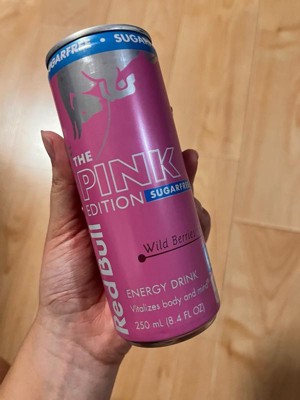 SUGARFREE • SUGARFREE
THE
PINK
EDITION SUGARFREE
Red Bull
Wild Berries
ENERGY DRINK
Vitalizes body and mind.
250 mL (8.4 FL OZ)